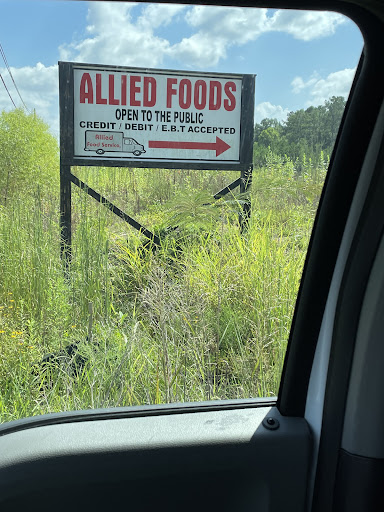 ALLIED FOODS
OPEN TO THE PUBLIC
CREDIT / DEBIT / E.B.T ACCEPTED
Allied
Food Service